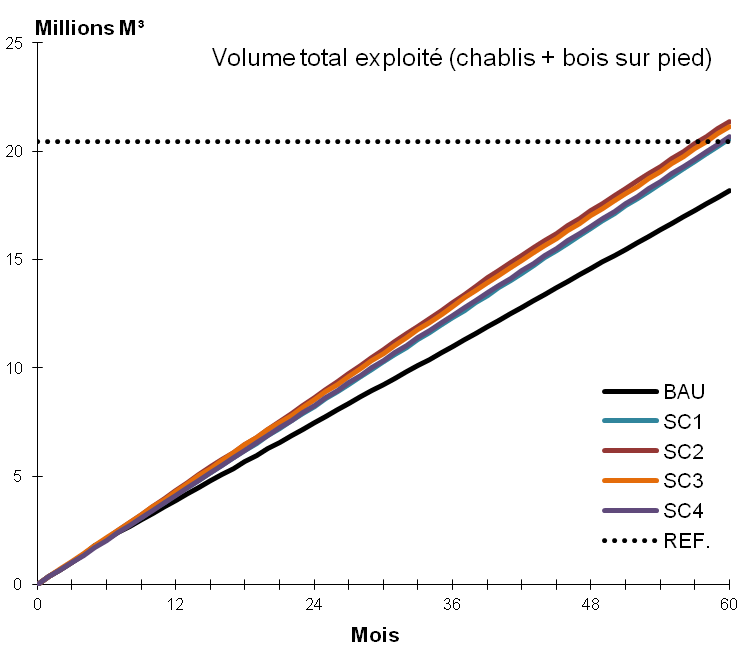 Millions M³
Volume total exploité (chablis + bois sur pied)
25
20
15
10
5
0
BAU
SC1
SC2
SC3
SC4
REF.
0 12 24 36 48 60
Mois